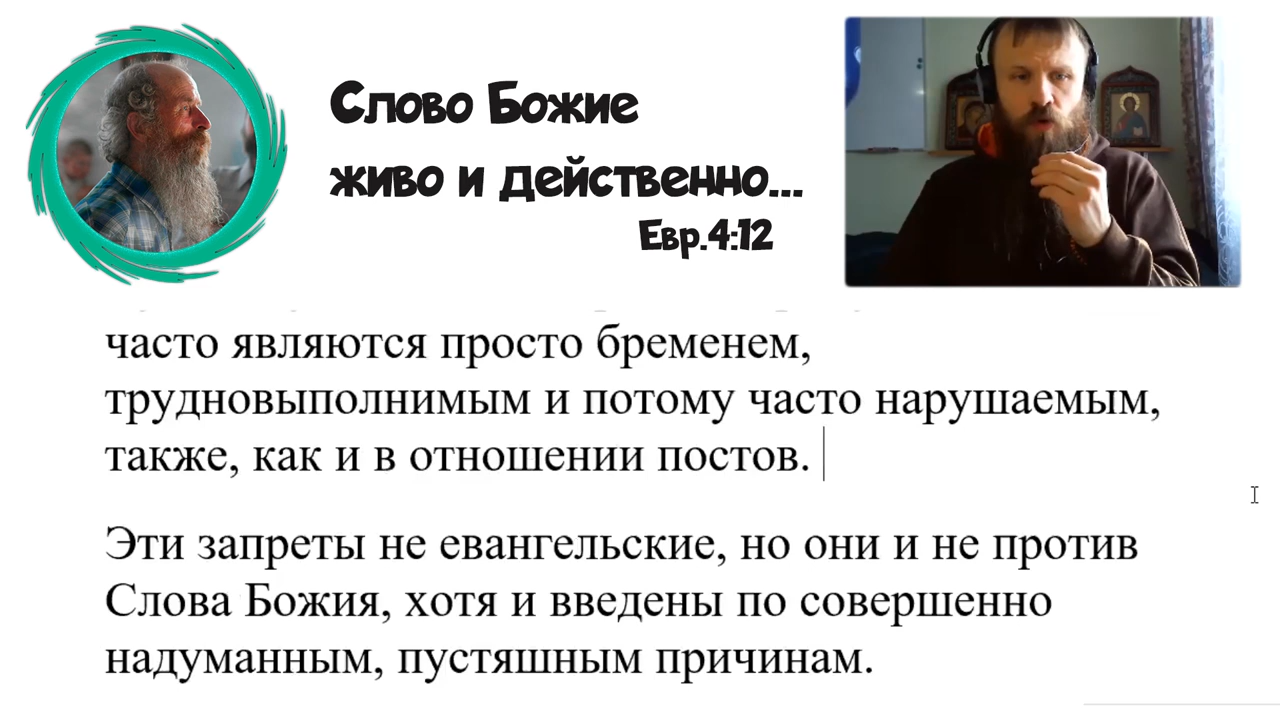 Слово Божие
живо и действенно...
Евр.4:12
часто являются просто бременем,
трудновыполнимым и потому часто нарушаемым,
также, как и в отношении постов.
Эти запреты не евангельские, но они и не против
Слова Божия, хотя и введены по совершенно
надуманным, пустяшным причинам.